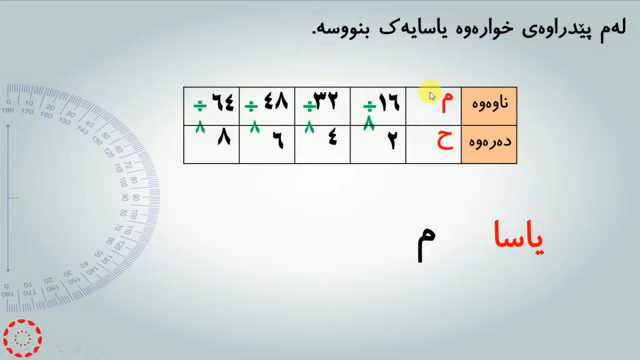 لەم پێدراوەی خوارەوە یاسایەک بنووسە.
ناوەوە م ١٦ ÷ ٣٢ ÷ ٤٨ ÷ ٦٤ ÷
دەرەوە ح ٢ ٨ ٤ ٨ ٦ ٨ ٨ ٨
یاسا م